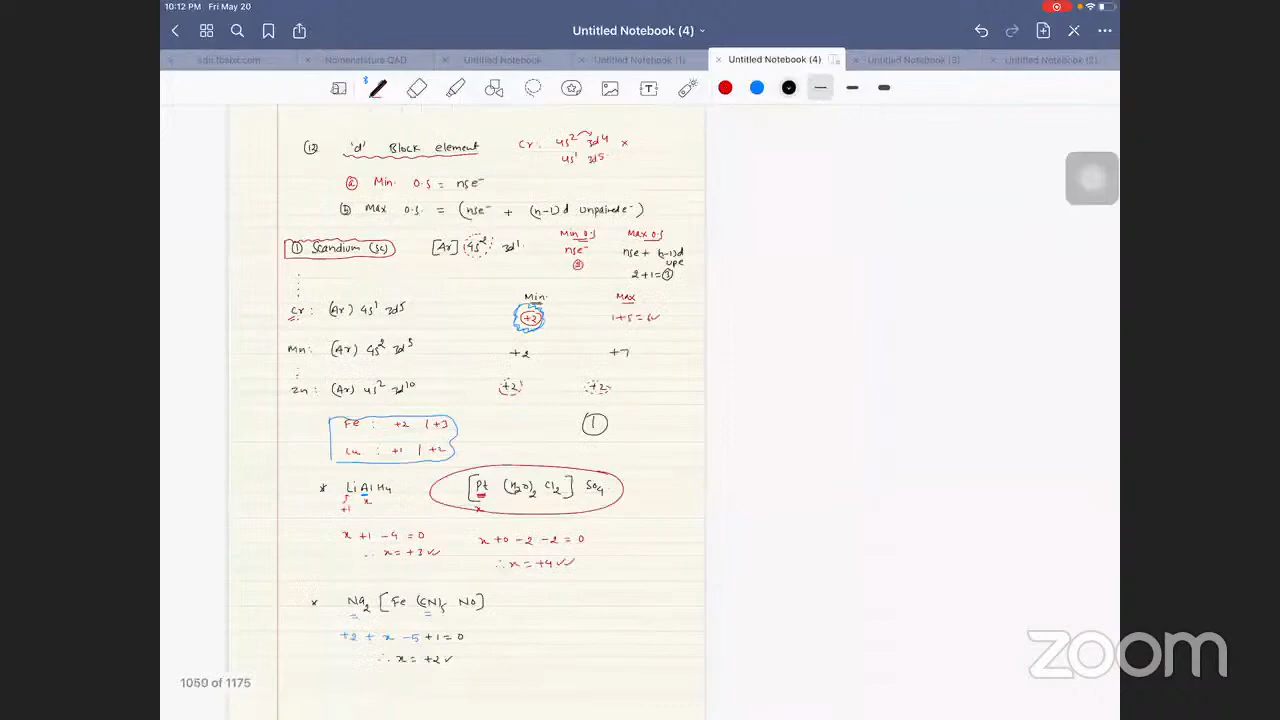 10:12 PM Fri May 20
Untitled Notebook (4)
Nomenclature QAD
Untitled Notebook
Untitled Notebook (1)
Untitled Notebook (4)
Untitled Notebook (3)
Untitled Notebook (2)
(12) 'd' Block element
Cr: 4s² 3d4 ×
4s¹ 3d5
(a) Min. O.S = nse⁻
(b) Max O.S. = (nse⁻ + (n-1)d unpaired e⁻)
(1) Scandium (Sc) [Ar] 4s² 3d¹
Min O.S Max O.S
nse⁻ nse + (n-1)d
upe
(2) 2+1=(3)
Min. Max
Cr: (Ar) 4s¹ 3d5 +2 1+5=6✓
Mn: (Ar) 4s² 3d5 +2 +7
Zn: (Ar) 4s² 3d10 +2 +2
Fe : +2 | +3 (1)
Cu : +1 | +2
* LiAlH4 [Pt (H2O)2 Cl2] SO4
+1 x x
x +1 -4 = 0 x +0 -2 -2 =0
∴ x = +3 ✓ ∴ x = +4 ✓✓
* Na2 [Fe (CN)5 NO]
+2 + x -5 +1 = 0
∴ x = +2 ✓
1050 of 1175
zoom